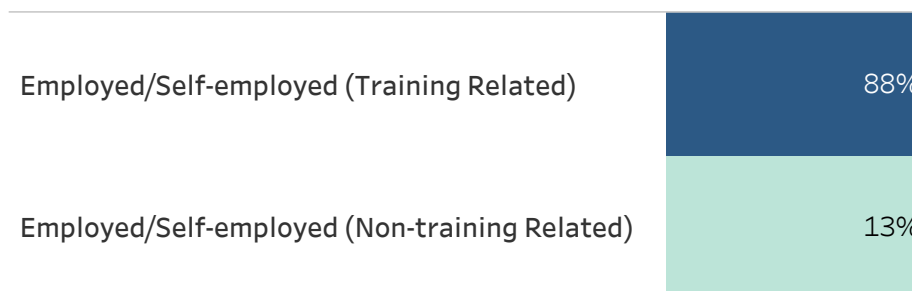 Employed/Self-employed (Training Related) 88%
Employed/Self-employed (Non-training Related) 13%